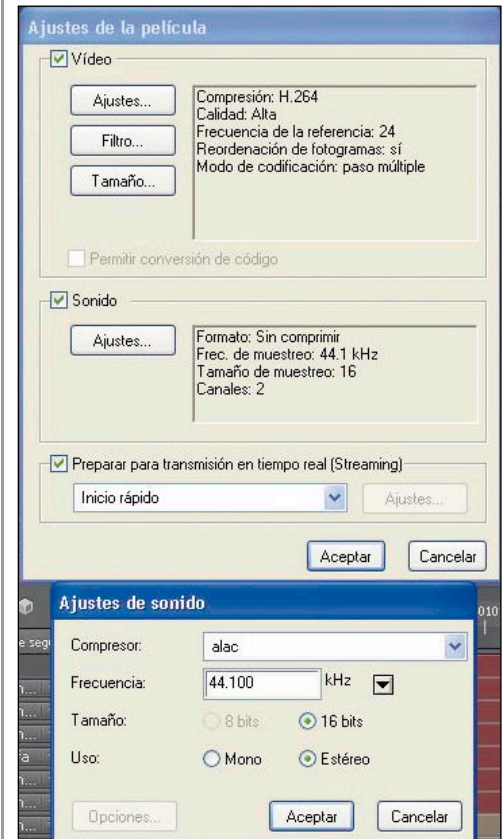 Ajustes de la película
Vídeo
Ajustes...
Filtro...
Tamaño...
Compresión: H.264
Calidad: Alta
Frecuencia de la referencia: 24
Reordenación de fotogramas: sí
Modo de codificación: paso múltiple
Permitir conversión de código
Sonido
Ajustes...
Formato: Sin comprimir
Frec. de muestreo: 44.1 kHz
Tamaño de muestreo: 16
Canales: 2
Preparar para transmisión en tiempo real (Streaming)
Inicio rápido
Ajustes...
Aceptar Cancelar
Ajustes de sonido
010
Compresor: alac
Frecuencia: 44.100 kHz
Tamaño: 8 bits 16 bits
Uso: Mono Estéreo
Opciones... Aceptar Cancelar